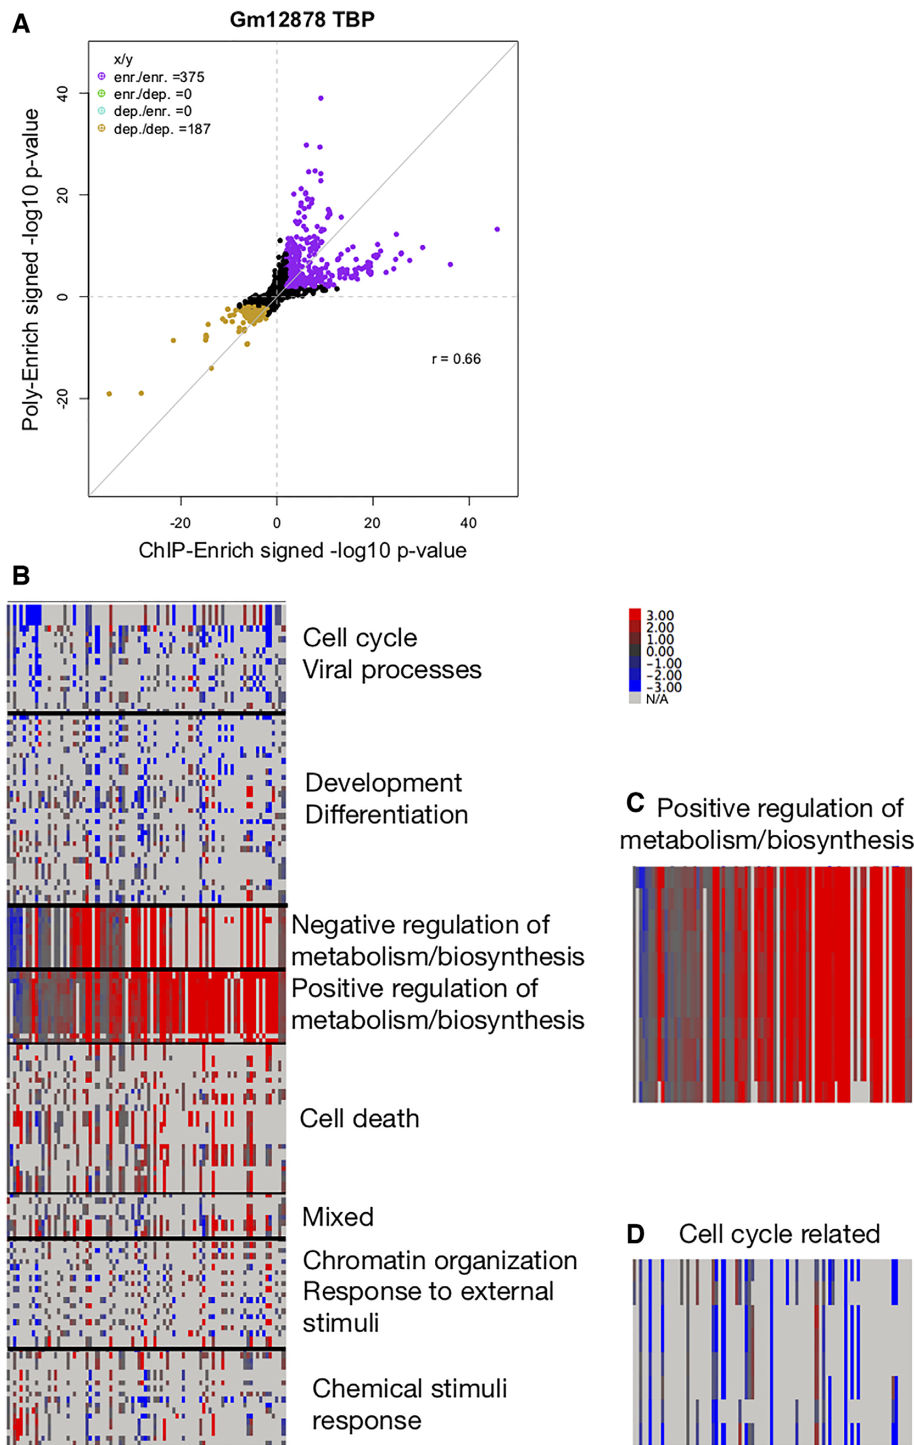 A
Gm12878 TBP
x/y
enr./enr. =375
enr./dep. =0
dep./enr. =0
dep./dep. =187
40
20
0
-20
Poly-Enrich signed -log10 p-value
r = 0.66
-20
0
20
40
ChIP-Enrich signed -log10 p-value
B
Cell cycle
Viral processes
Development
Differentiation
Negative regulation of
metabolism/biosynthesis
Positive regulation of
metabolism/biosynthesis
Cell death
Mixed
Chromatin organization
Response to external
stimuli
Chemical stimuli
response
3.00
2.00
1.00
0.00
-1.00
-2.00
-3.00
N/A
C
Positive regulation of
metabolism/biosynthesis
D
Cell cycle related